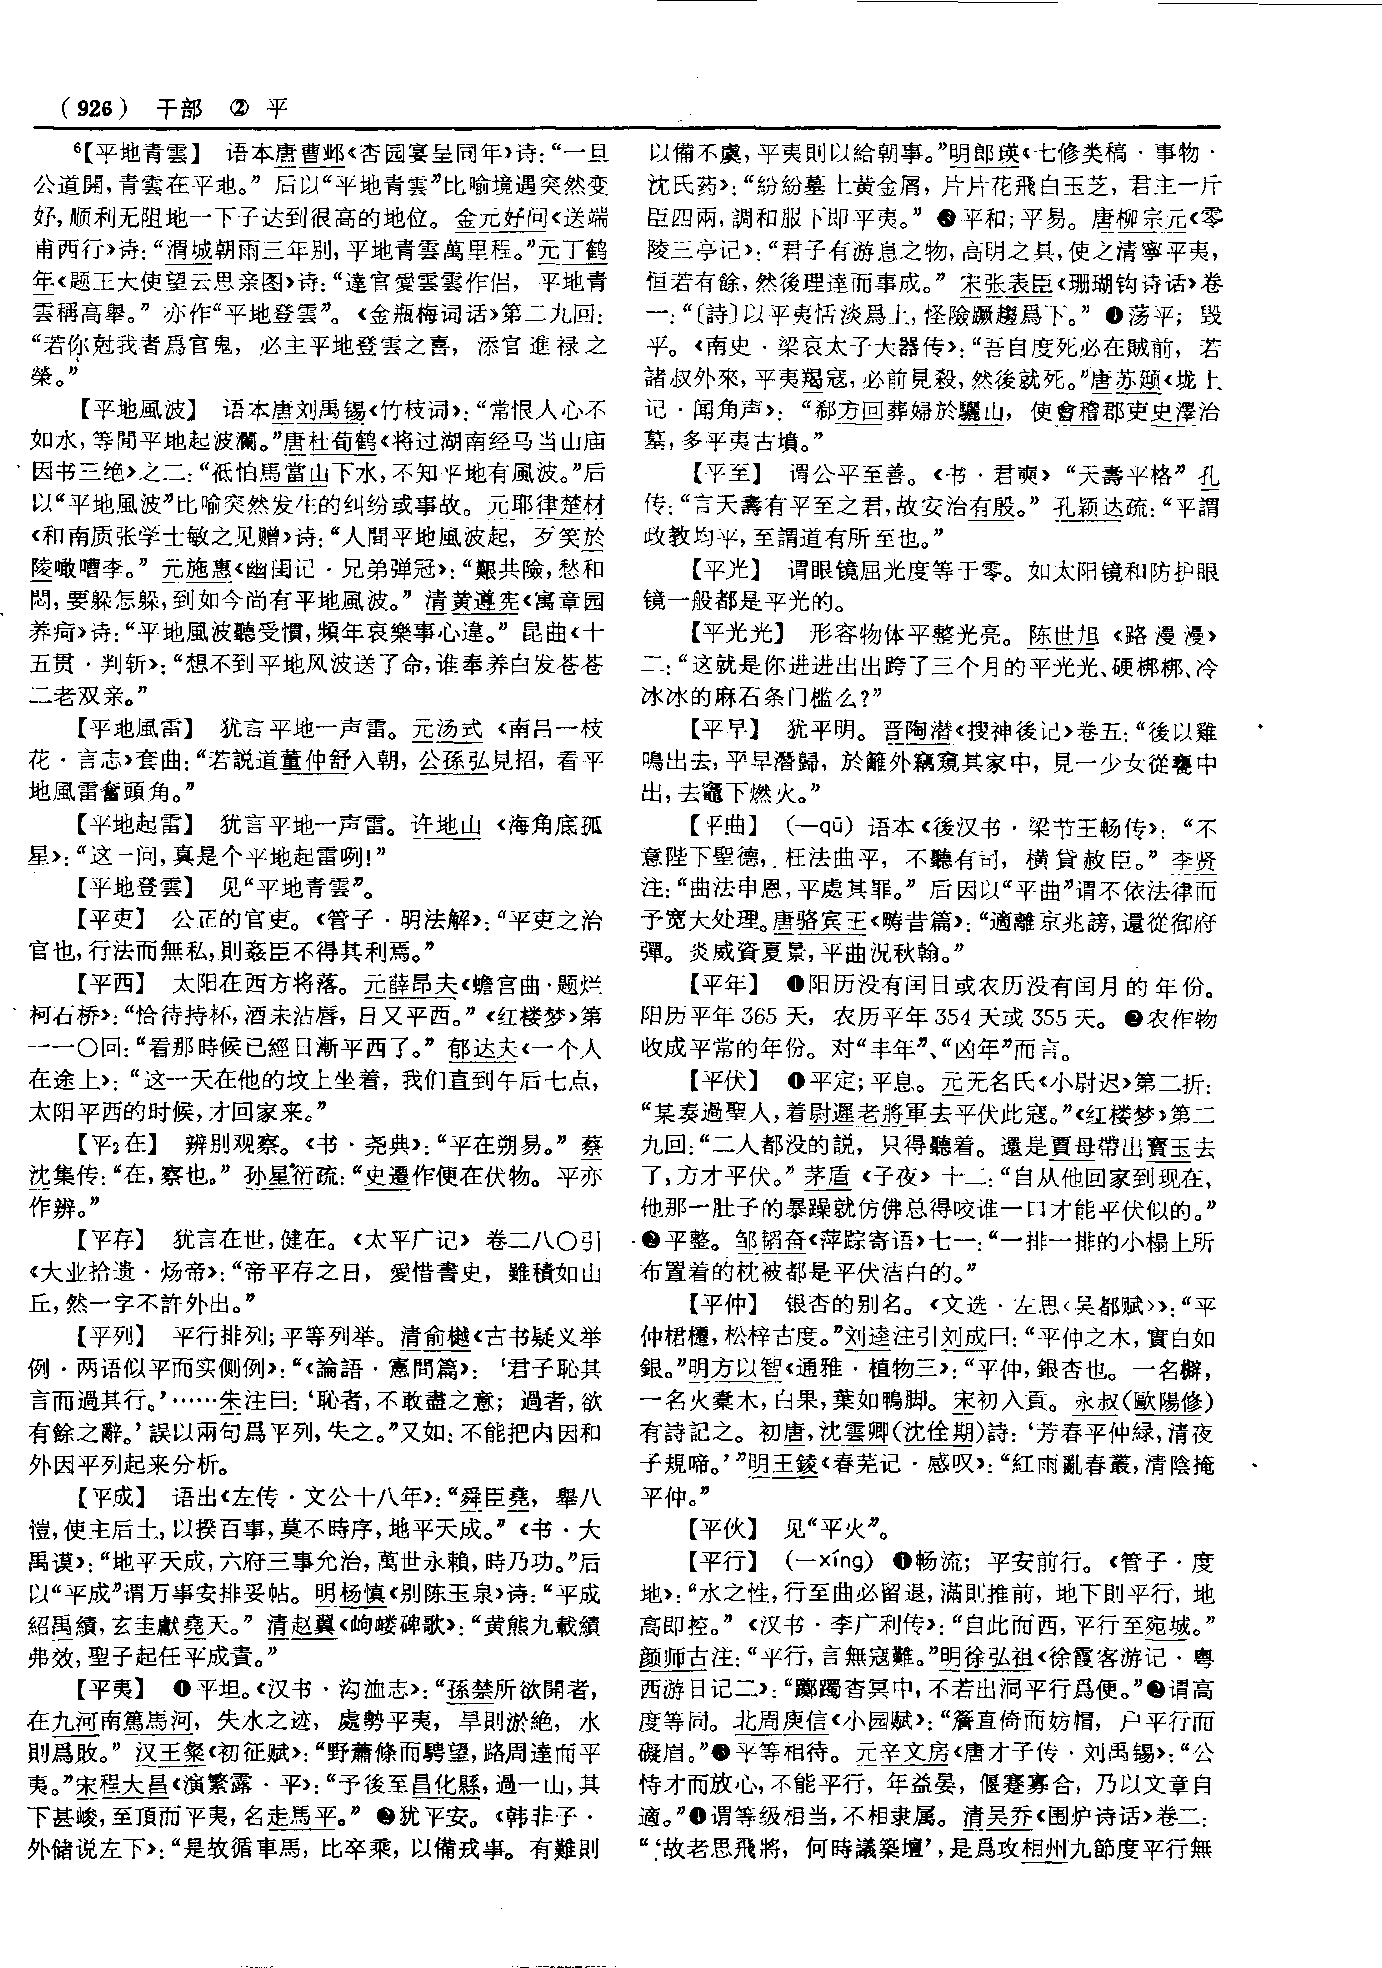 （926） 干部 ② 平
⁶【平地青雲】 语本唐曹邺《杏园宴呈同年》诗：“一旦
公道開，青雲在平地。”后以“平地青雲”比喻境遇突然变
好，顺利无阻地一下子达到很高的地位。金元好问《送端
甫西行》诗：“渭城朝雨三年别，平地青雲萬里程。”元丁鹤
年《题王大使望云思亲图》诗：“達官愛雲雲作侣，平地青
雲稱高舉。”亦作“平地登雲”。《金瓶梅词话》第二九回：
“若你尅我者爲官鬼，必主平地登雲之喜，添官進禄之
榮。”
【平地風波】 语本唐刘禹锡《竹枝词》：“常恨人心不
如水，等閒平地起波瀾。”唐杜荀鹤《将过湖南经马当山庙
因书三绝》之二：“祇怕馬當山下水，不知平地有風波。”后
以“平地風波”比喻突然发生的纠纷或事故。元耶律楚材
《和南质张学士敏之见赠》诗：“人間平地風波起，歹笑於
陵噉螬李。”元施惠《幽闺记·兄弟弹冠》：“艱共險，愁和
悶，要躲怎躲，到如今尚有平地風波。”清黄遵宪《寓章园
养疴》诗：“平地風波聽受慣，頻年哀樂事心違。”昆曲《十
五贯·判斩》：“想不到平地风波送了命，谁奉养白发苍苍
二老双亲。”
【平地風雷】 犹言平地一声雷。元汤式《南吕一枝
花·言志》套曲：“若説道董仲舒入朝，公孫弘見招，看平
地風雷奮頭角。”
【平地起雷】 犹言平地一声雷。许地山《海角底孤
星》：“这一问，真是个平地起雷咧！”
【平地登雲】 见“平地青雲”。
【平吏】 公正的官吏。《管子·明法解》：“平吏之治
官也，行法而無私，則姦臣不得其利焉。”
【平西】 太阳在西方将落。元薛昂夫《蟾宫曲·题烂
柯石桥》：“恰待持杯，酒未沾唇，日又平西。”《红楼梦》第
一一〇回：“看那時候已經日漸平西了。”郁达夫《一个人
在途上》：“这一天在他的坟上坐着，我们直到午后七点，
太阳平西的时候，才回家来。”
【平₂在】 辨别观察。《书·尧典》：“平在朔易。”蔡
沈集传：“在，察也。”孙星衍疏：“史遷作便在伏物。平亦
作辨。”
【平存】 犹言在世，健在。《太平广记》卷二八〇引
《大业拾遗·炀帝》：“帝平存之日，愛惜書史，雖積如山
丘，然一字不許外出。”
【平列】 平行排列；平等列举。清俞樾《古书疑义举
例·两语似平而实侧例》：“《論語·憲問篇》：‘君子恥其
言而過其行。’……朱注曰：‘恥者，不敢盡之意；過者，欲
有餘之辭。’誤以兩句爲平列，失之。”又如：不能把内因和
外因平列起来分析。
【平成】 语出《左传·文公十八年》：“舜臣堯，舉八
愷，使主后土，以揆百事，莫不時序，地平天成。”《书·大
禹谟》：“地平天成，六府三事允治，萬世永賴，時乃功。”后
以“平成”谓万事安排妥帖。明杨慎《别陈玉泉》诗：“平成
紹禹績，玄圭獻堯天。”清赵翼《岣嵝碑歌》：“黄熊九載績
弗效，聖子起任平成責。”
【平夷】 ❶平坦。《汉书·沟洫志》：“孫禁所欲開者，
在九河南篤馬河，失水之迹，處勢平夷，旱則淤絶，水
則爲敗。”汉王粲《初征赋》：“野蕭條而騁望，路周達而平
夷。”宋程大昌《演繁露·平》：“予後至昌化縣，過一山，其
下甚峻，至頂而平夷，名走馬平。”❷犹平安。《韩非子·
外储说左下》：“是故循車馬，比卒乘，以備戎事。有難則
以備不虞，平夷則以給朝事。”明郎瑛《七修类稿·事物·
沈氏药》：“紛紛墓上黄金屑，片片花飛白玉芝，君主一斤
臣四兩，調和服下即平夷。”❸平和；平易。唐柳宗元《零
陵三亭记》：“君子有游息之物，高明之具，使之清寧平夷，
恒若有餘，然後理達而事成。”宋张表臣《珊瑚钩诗话》卷
一：“〔詩〕以平夷恬淡爲上，怪險蹶趨爲下。”❹荡平；毁
平。《南史·梁哀太子大器传》：“吾自度死必在賊前，若
諸叔外來，平夷羯寇，必前見殺，然後就死。”唐苏颋《垅上
记·闻角声》：“郗方回葬婦於驪山，使會稽郡吏史澤治
墓，多平夷古墳。”
【平至】 谓公平至善。《书·君奭》“天壽平格”孔
传：“言天壽有平至之君，故安治有殷。”孔颖达疏：“平謂
政教均平，至謂道有所至也。”
【平光】 谓眼镜屈光度等于零。如太阳镜和防护眼
镜一般都是平光的。
【平光光】 形容物体平整光亮。陈世旭《路漫漫》
二：“这就是你进进出出跨了三个月的平光光、硬梆梆、冷
冰冰的麻石条门槛么？”
【平早】 犹平明。晋陶潜《搜神後记》卷五：“後以雞
鳴出去，平早潛歸，於籬外竊窺其家中，見一少女從甕中
出，去竈下燃火。”
【平曲】 （—qū）语本《後汉书·梁节王畅传》：“不
意陛下聖德，枉法曲平，不聽有司，横貸赦臣。”李贤
注：“曲法申恩，平處其罪。”后因以“平曲”谓不依法律而
予宽大处理。唐骆宾王《畴昔篇》：“適離京兆謗，還從御府
彈。炎威資夏景，平曲況秋翰。”
【平年】 ❶阳历没有闰日或农历没有闰月的年份。
阳历平年365天，农历平年354天或355天。❷农作物
收成平常的年份。对“丰年”、“凶年”而言。
【平伏】 ❶平定；平息。元无名氏《小尉迟》第二折：
“某奏過聖人，着尉遲老將軍去平伏此寇。”《红楼梦》第二
九回：“二人都没的説，只得聽着。還是賈母帶出寳玉去
了，方才平伏。”茅盾《子夜》十二：“自从他回家到现在，
他那一肚子的暴躁就仿佛总得咬谁一口才能平伏似的。”
❷平整。邹韬奋《萍踪寄语》七一：“一排一排的小榻上所
布置着的枕被都是平伏洁白的。”
【平仲】 银杏的别名。《文选·左思〈吴都赋〉》：“平
仲桾櫏，松梓古度。”刘逵注引刘成曰：“平仲之木，實白如
銀。”明方以智《通雅·植物三》：“平仲，銀杏也。一名櫸，
一名火橐木，白果，葉如鴨脚。宋初入貢。永叔（歐陽修）
有詩記之。初唐，沈雲卿（沈佺期）詩：‘芳春平仲緑，清夜
子規啼。’”明王錂《春芜记·感叹》：“紅雨亂春叢，清陰掩
平仲。”
【平伙】 见“平火”。
【平行】 （—xíng）❶畅流；平安前行。《管子·度
地》：“水之性，行至曲必留退，滿則推前，地下則平行，地
高即控。”《汉书·李广利传》：“自此而西，平行至宛城。”
颜师古注：“平行，言無寇難。”明徐弘祖《徐霞客游记·粤
西游日记二》：“躑躅杳冥中，不若出洞平行爲便。”❷谓高
度等同。北周庾信《小园赋》：“簷直倚而妨帽，户平行而
礙眉。”❸平等相待。元辛文房《唐才子传·刘禹锡》：“公
恃才而放心，不能平行，年益晏，偃蹇寡合，乃以文章自
適。”❹谓等级相当，不相隶属。清吴乔《围炉诗话》卷二：
“‘故老思飛將，何時議築壇’，是爲攻相州九節度平行無